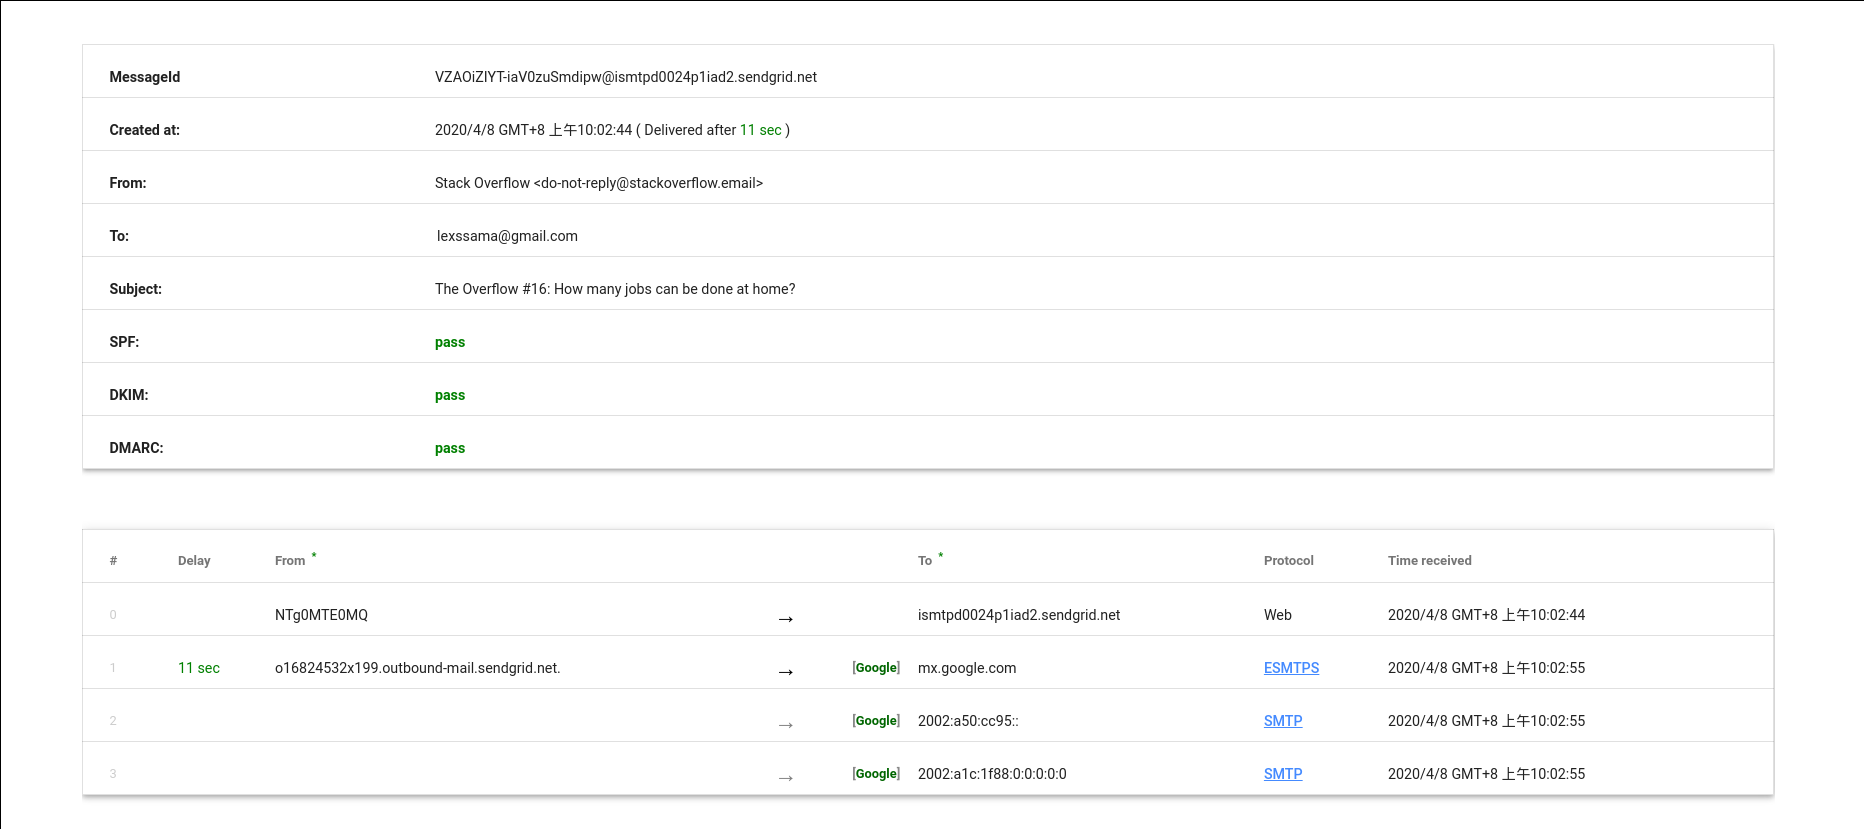 MessageId VZAOiZIYT-iaV0zuSmdipw@ismtpd0024p1iad2.sendgrid.net
Created at: 2020/4/8 GMT+8 上午10:02:44 ( Delivered after 11 sec )
From: Stack Overflow <do-not-reply@stackoverflow.email>
To: lexssama@gmail.com
Subject: The Overflow #16: How many jobs can be done at home?
SPF: pass
DKIM: pass
DMARC: pass
# Delay From * To * Protocol Time received
0 NTg0MTE0MQ → ismtpd0024p1iad2.sendgrid.net Web 2020/4/8 GMT+8 上午10:02:44
1 11 sec o16824532x199.outbound-mail.sendgrid.net. → [Google] mx.google.com ESMTPS 2020/4/8 GMT+8 上午10:02:55
2 → [Google] 2002:a50:cc95:: SMTP 2020/4/8 GMT+8 上午10:02:55
3 → [Google] 2002:a1c:1f88:0:0:0:0:0 SMTP 2020/4/8 GMT+8 上午10:02:55